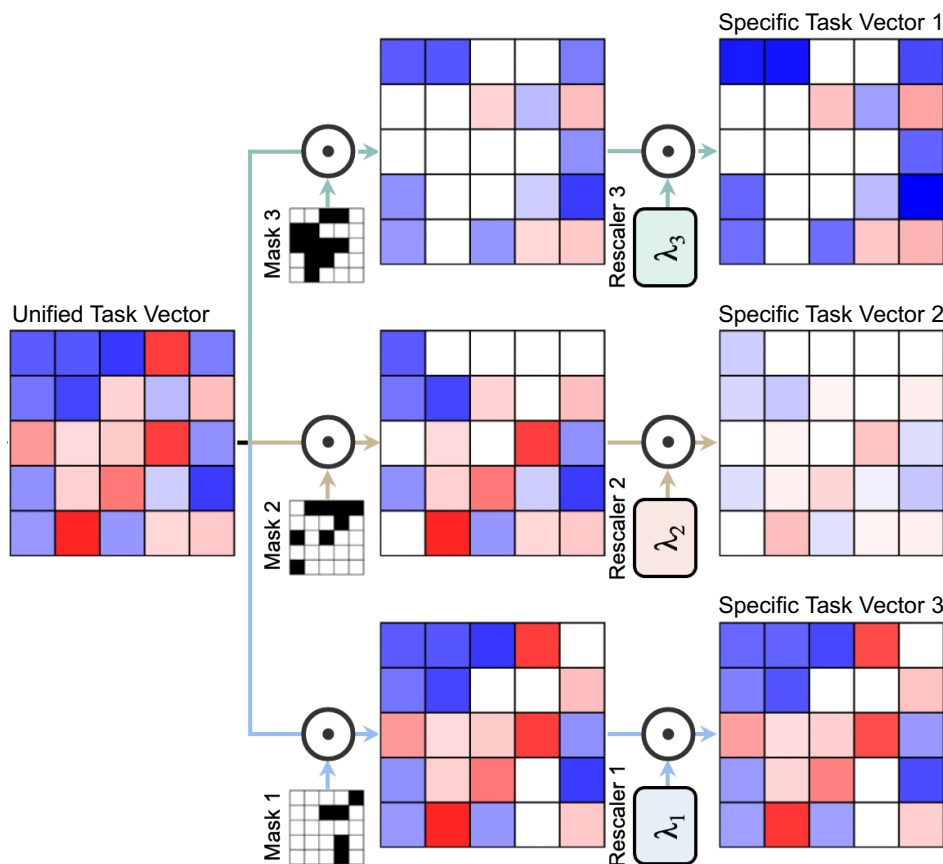 Specific Task Vector 1
Mask 3
Rescaler 3
λ3
Unified Task Vector
Specific Task Vector 2
Mask 2
Rescaler 2
λ2
Specific Task Vector 3
Mask 1
Rescaler 1
λ1